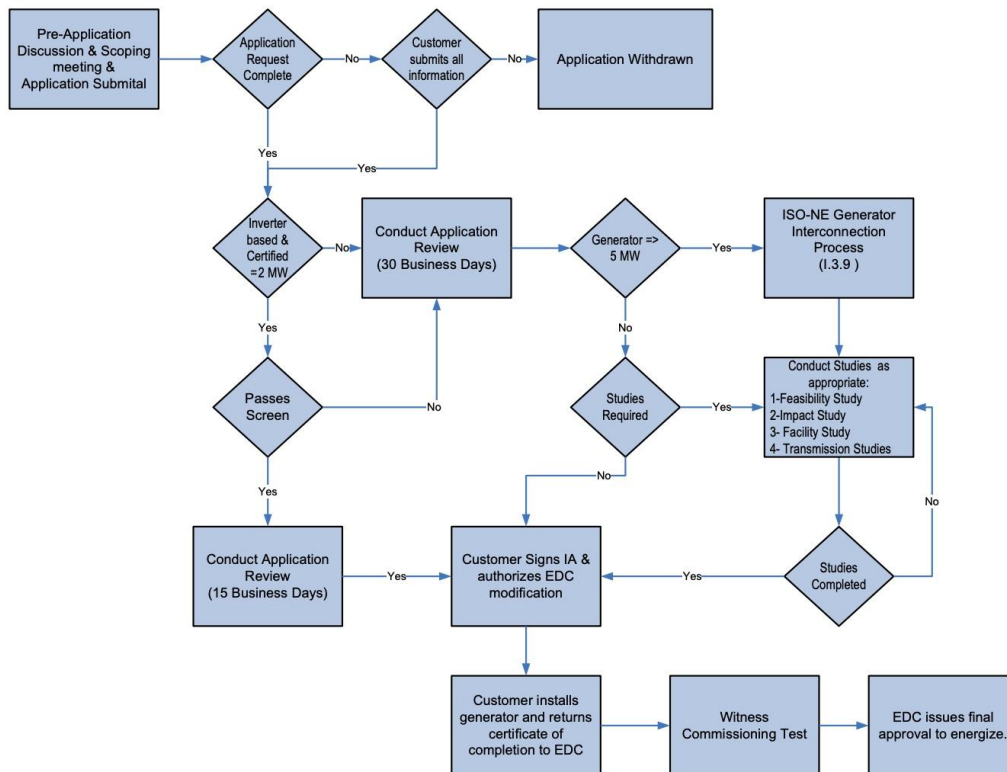 Pre-Application
Discussion & Scoping
meeting &
Application Submital
Application
Request
Complete
No
Customer
submits all
information
No
Application Withdrawn
Yes
Yes
Inverter
based &
Certified
=2 MW
No
Conduct Application
Review
(30 Business Days)
Generator =>
5 MW
Yes
ISO-NE Generator
Interconnection
Process
(I.3.9 )
Yes
No
Passes
Screen
No
Studies
Required
Yes
Conduct Studies as
appropriate:
1-Feasibility Study
2-Impact Study
3- Facility Study
4- Transmission Studies
Yes
No
No
Conduct Application
Review
(15 Business Days)
Yes
Customer Signs IA &
authorizes EDC
modification
Yes
Studies
Completed
Customer installs
generator and returns
certificate of
completion to EDC
Witness
Commissioning Test
EDC issues final
approval to energize.